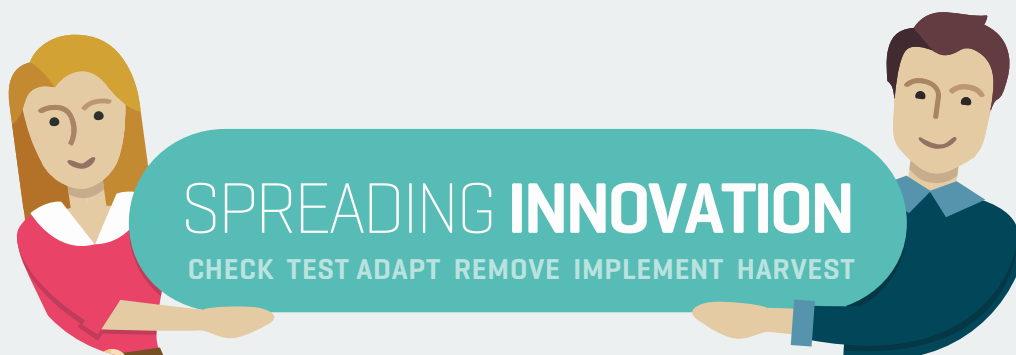 SPREADING INNOVATION
CHECK TEST ADAPT REMOVE IMPLEMENT HARVEST